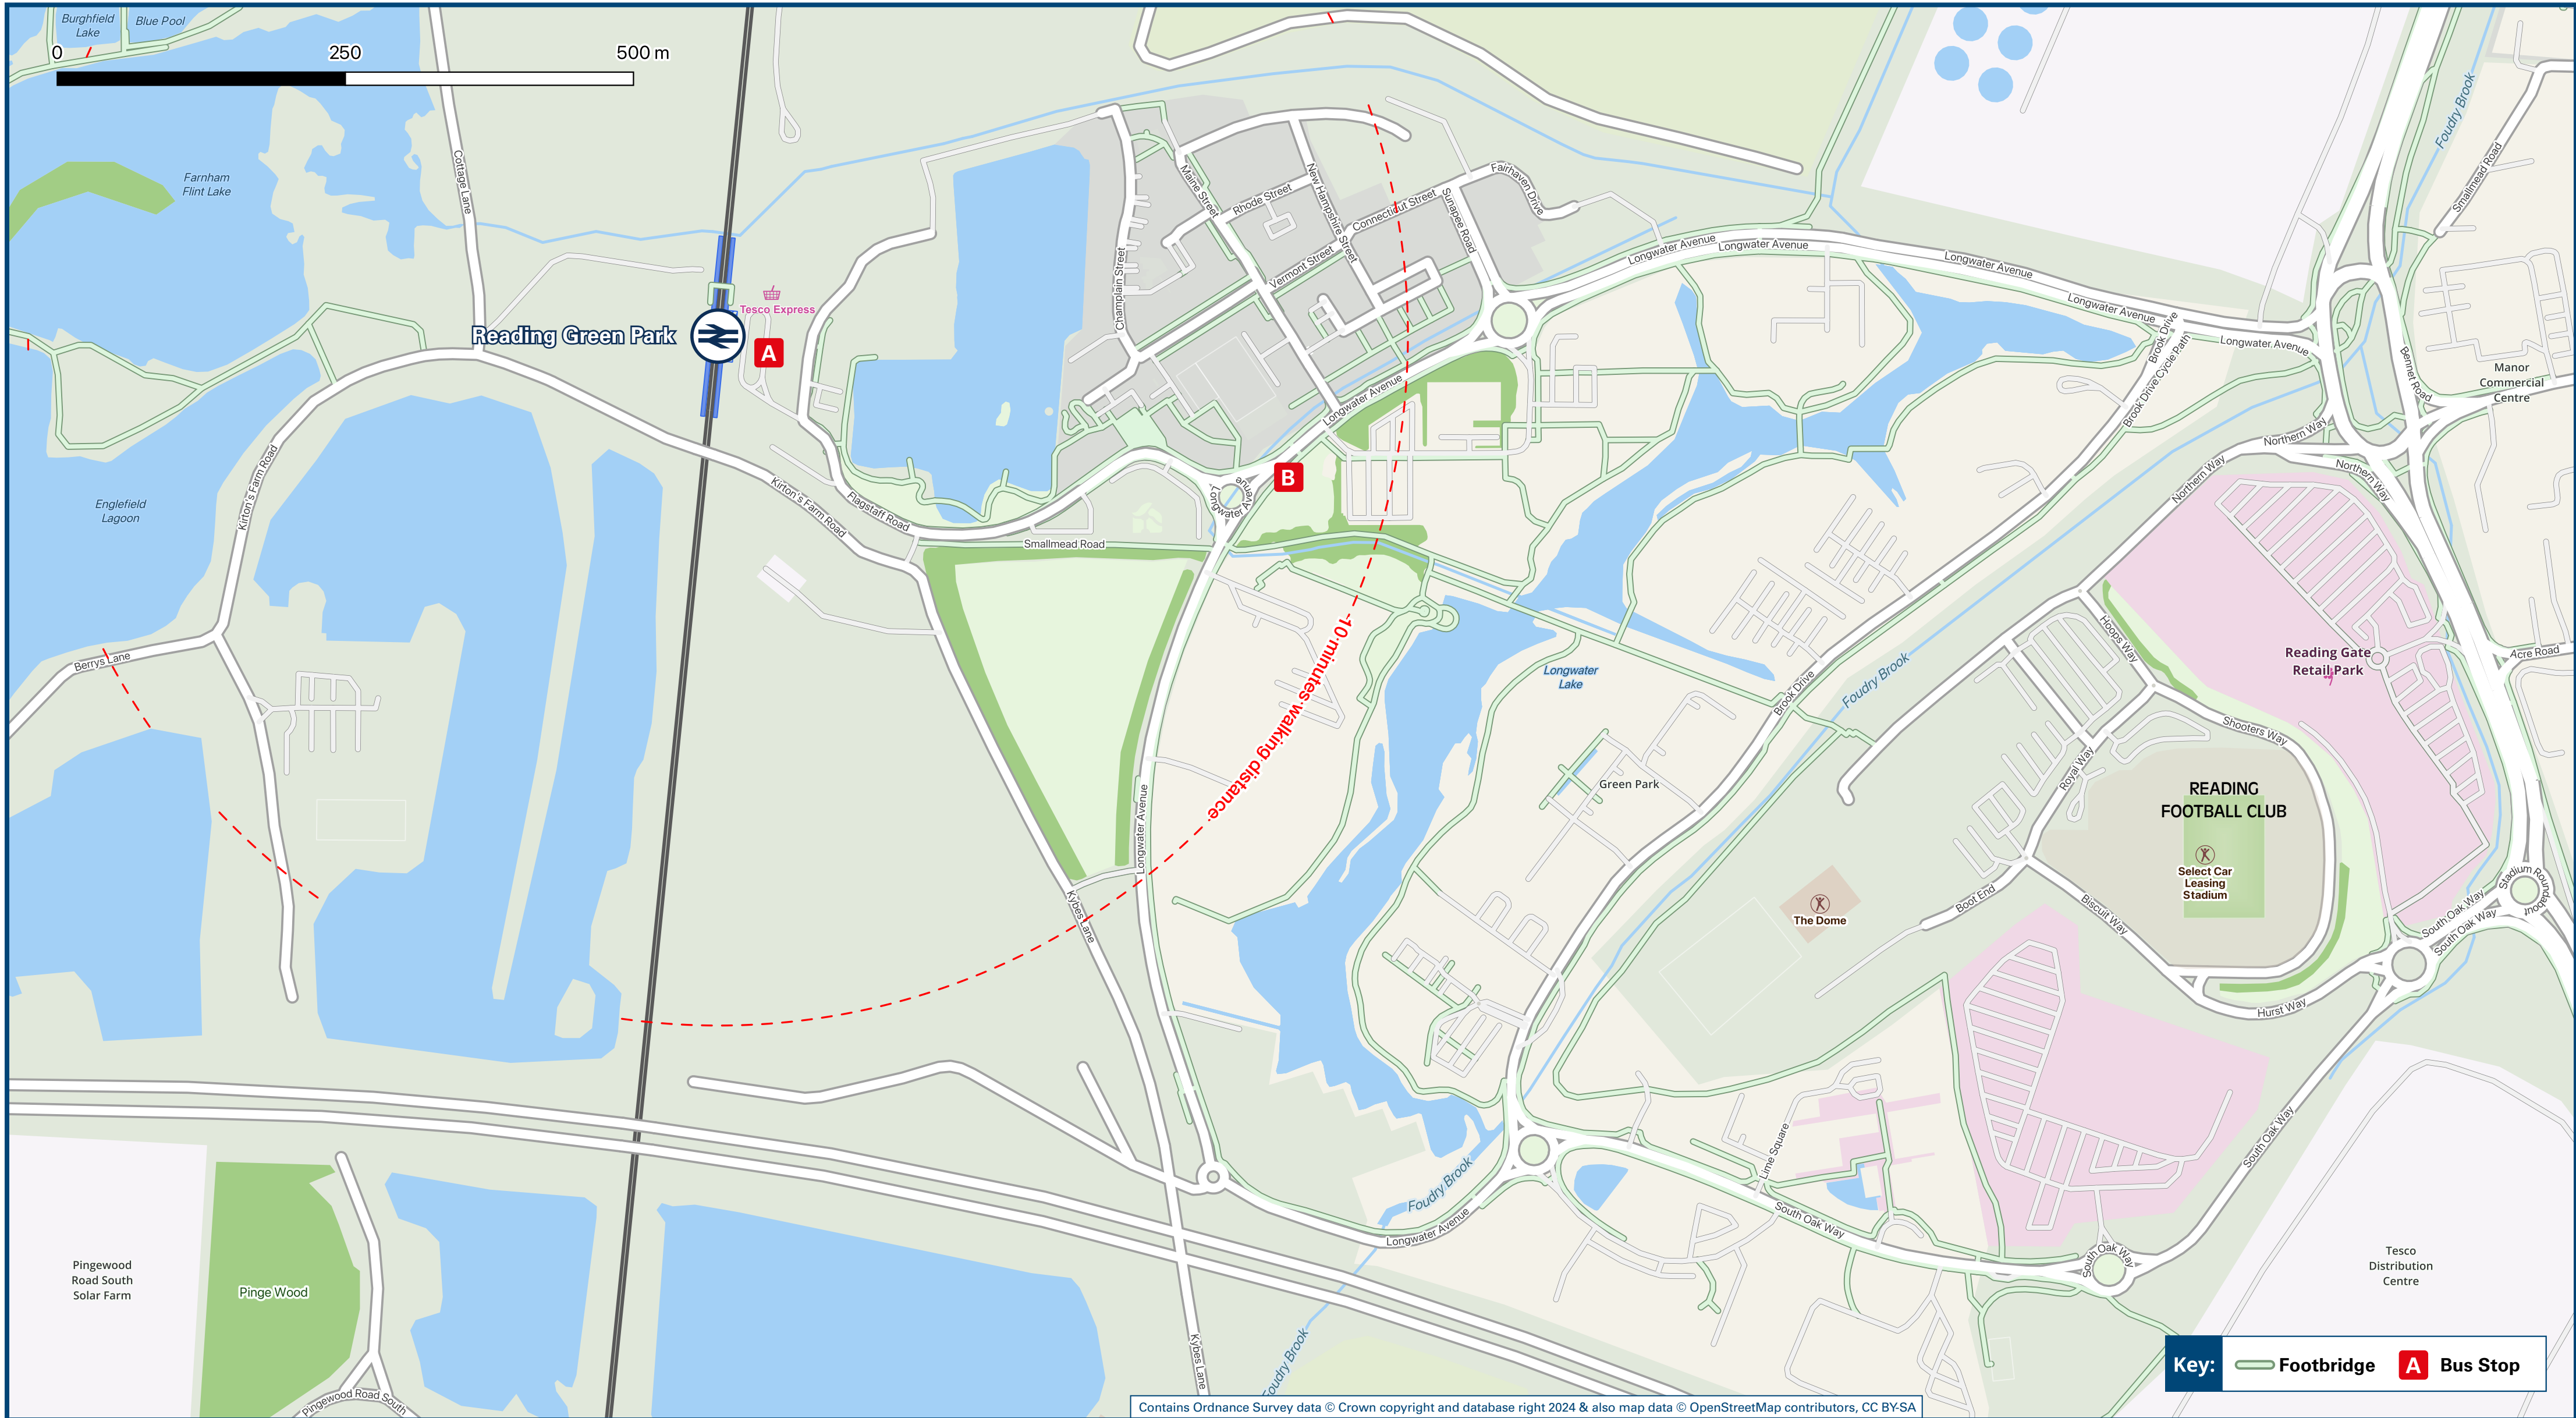 Burghfield
Lake
Blue Pool
0
250
500 m
Farnham
Flint Lake
Cottage Lane
Foudry Brook
Smallmead Road
Maine Street
Rhode Street
New Hampshire Street
Connecticut Street
Sunapee Road
Fairhaven Drive
Champlain Street
Vermont Street
Longwater Avenue
Longwater Avenue
Longwater Avenue
Longwater Avenue
Longwater Avenue
Tesco Express
Reading Green Park
A
Brook Drive
Brook Drive Cycle Path
Bennet Road
Manor
Commercial
Centre
Longwater Avenue
Northern Way
Northern Way
Northern Way
Kirton's Farm Road
Englefield
Lagoon
Kirton's Farm Road
Flagstaff Road
Longwater Avenue
B
Smallmead Road
Berrys Lane
10 minutes walking distance
Longwater
Lake
Brook Drive
Foudry Brook
Hoops Way
Reading Gate
Retail Park
Acre Road
Shooters Way
Royal Way
Green Park
READING
FOOTBALL CLUB
Select Car
Leasing
Stadium
The Dome
Longwater Avenue
Kybes Lane
Boot End
Biscuit Way
Stadium Roundabout
South Oak Way
South Oak Way
Hurst Way
Foudry Brook
Longwater Avenue
Lime Square
South Oak Way
South Oak Way
South Oak Way
Pingewood
Road South
Solar Farm
Pinge Wood
Tesco
Distribution
Centre
Kybes Lane
Foudry Brook
Pingewood Road South
Key:
Footbridge
A
Bus Stop
Contains Ordnance Survey data © Crown copyright and database right 2024 & also map data © OpenStreetMap contributors, CC BY-SA